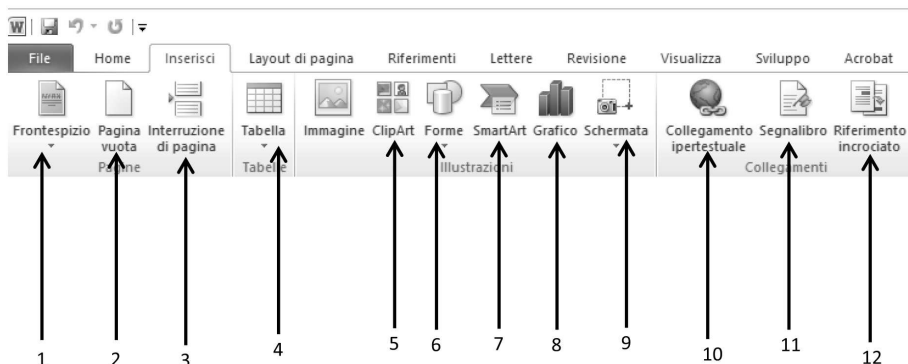 W
File Home Inserisci Layout di pagina Riferimenti Lettere Revisione Visualizza Sviluppo Acrobat
Frontespizio Pagina vuota Interruzione di pagina Tabella Immagine ClipArt Forme SmartArt Grafico Schermata Collegamento ipertestuale Segnalibro Riferimento incrociato
Pagine Tabelle Illustrazioni Collegamenti
1 2 3 4 5 6 7 8 9 10 11 12